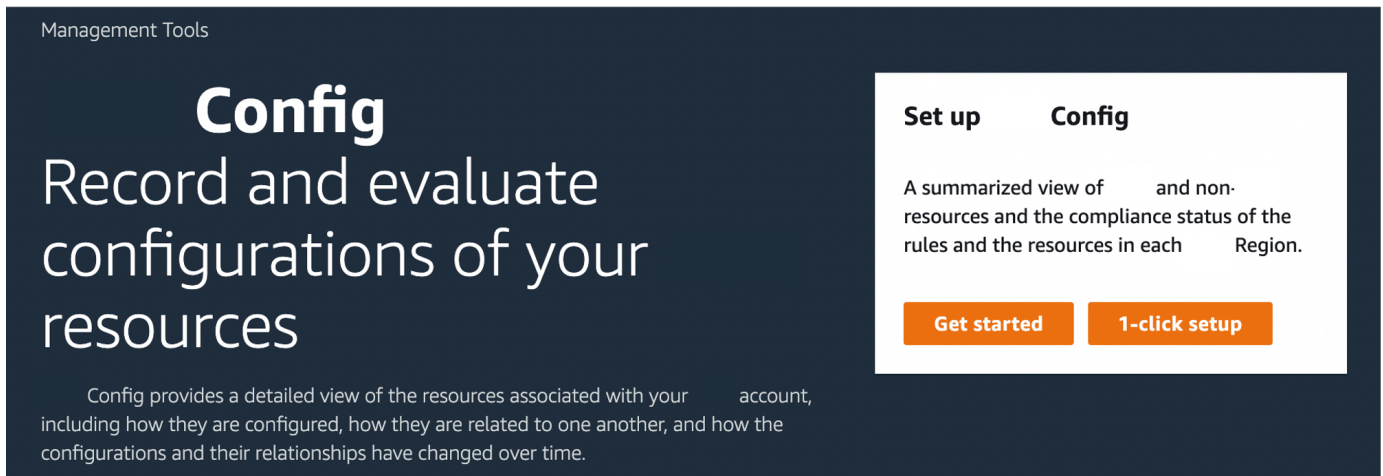 Management Tools
Config
Record and evaluate
configurations of your
resources
Config provides a detailed view of the resources associated with your account,
including how they are configured, how they are related to one another, and how the
configurations and their relationships have changed over time.
Set up Config
A summarized view of and non-
resources and the compliance status of the
rules and the resources in each Region.
Get started
1-click setup